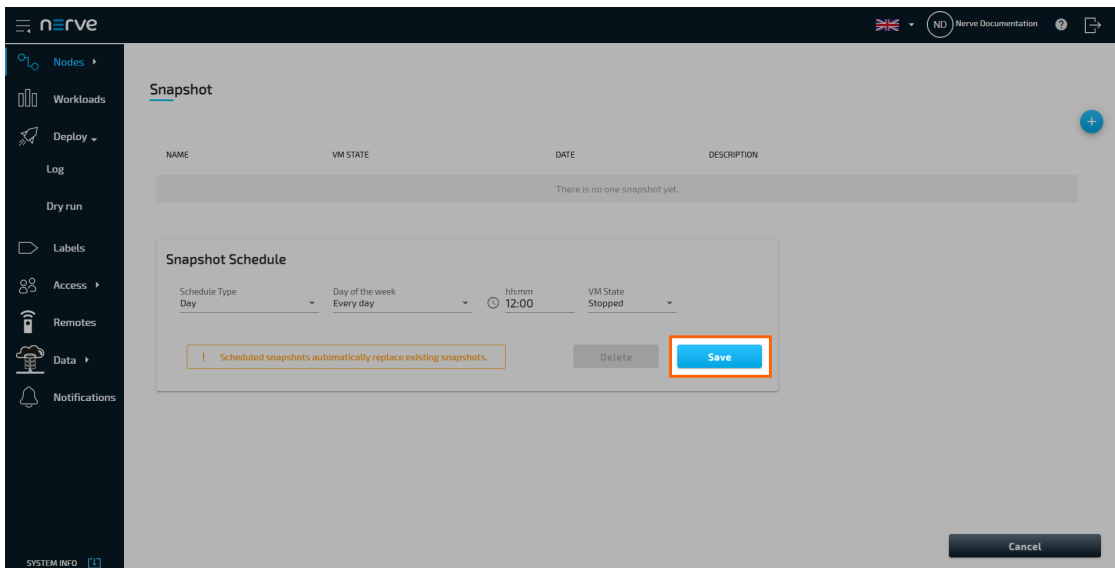 nerve
ND Nerve Documentation ?
Nodes
Workloads
Deploy
Log
Dry run
Labels
Access
Remotes
Data
Notifications
SYSTEM INFO
Snapshot
+
NAME VM STATE DATE DESCRIPTION
There is no one snapshot yet.
Snapshot Schedule
Schedule Type Day of the week hh:mm VM State
Day Every day 12:00 Stopped
! Scheduled snapshots automatically replace existing snapshots. Delete Save
Cancel